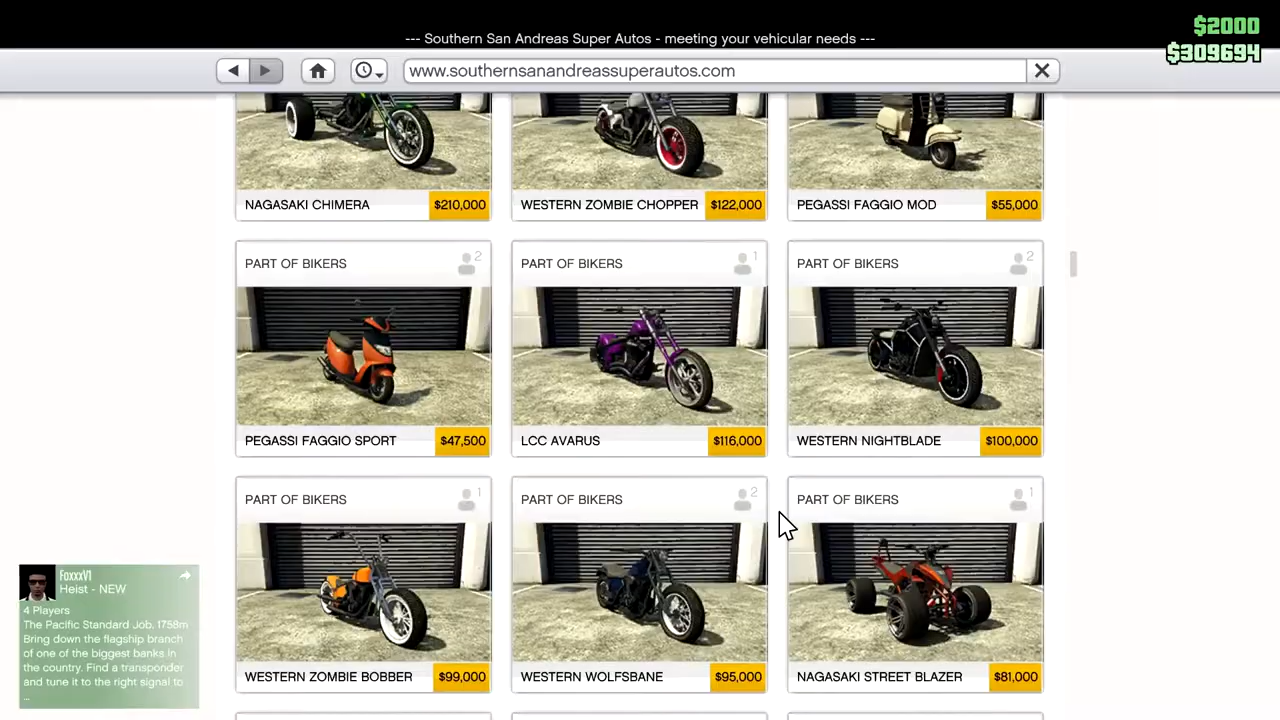 --- Southern San Andreas Super Autos - meeting your vehicular needs ---
$2000
$309694
www.southernsanandreassuperautos.com
NAGASAKI CHIMERA $210,000
WESTERN ZOMBIE CHOPPER $122,000
PEGASSI FAGGIO MOD $55,000
PART OF BIKERS 2
PART OF BIKERS 1
PART OF BIKERS 2
PEGASSI FAGGIO SPORT $47,500
LCC AVARUS $116,000
WESTERN NIGHTBLADE $100,000
PART OF BIKERS 1
PART OF BIKERS 2
PART OF BIKERS 1
WESTERN ZOMBIE BOBBER $99,000
WESTERN WOLFSBANE $95,000
NAGASAKI STREET BLAZER $81,000
FoxxxV1
Heist - NEW
4 Players
The Pacific Standard Job, 1758m
Bring down the flagship branch
of one of the biggest banks in
the country. Find a transponder
and tune it to the right signal to
...